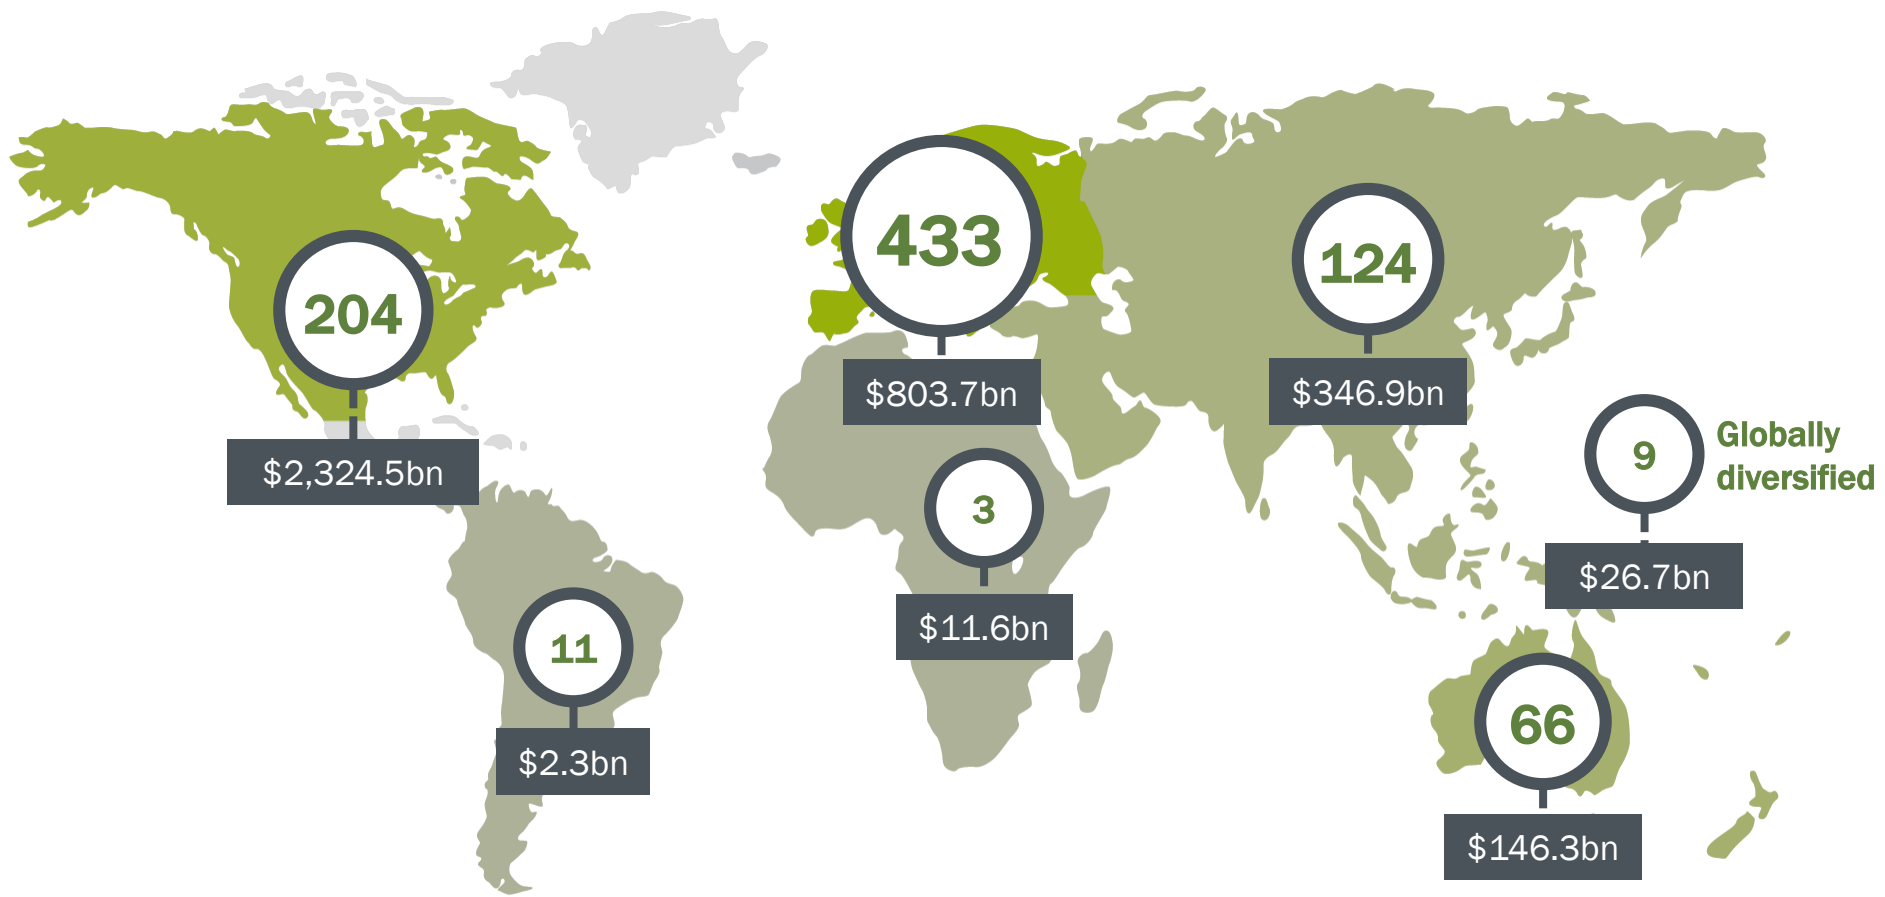 204
$2,324.5bn
433
$803.7bn
124
$346.9bn
9
Globally
diversified
$26.7bn
3
$11.6bn
11
$2.3bn
66
$146.3bn